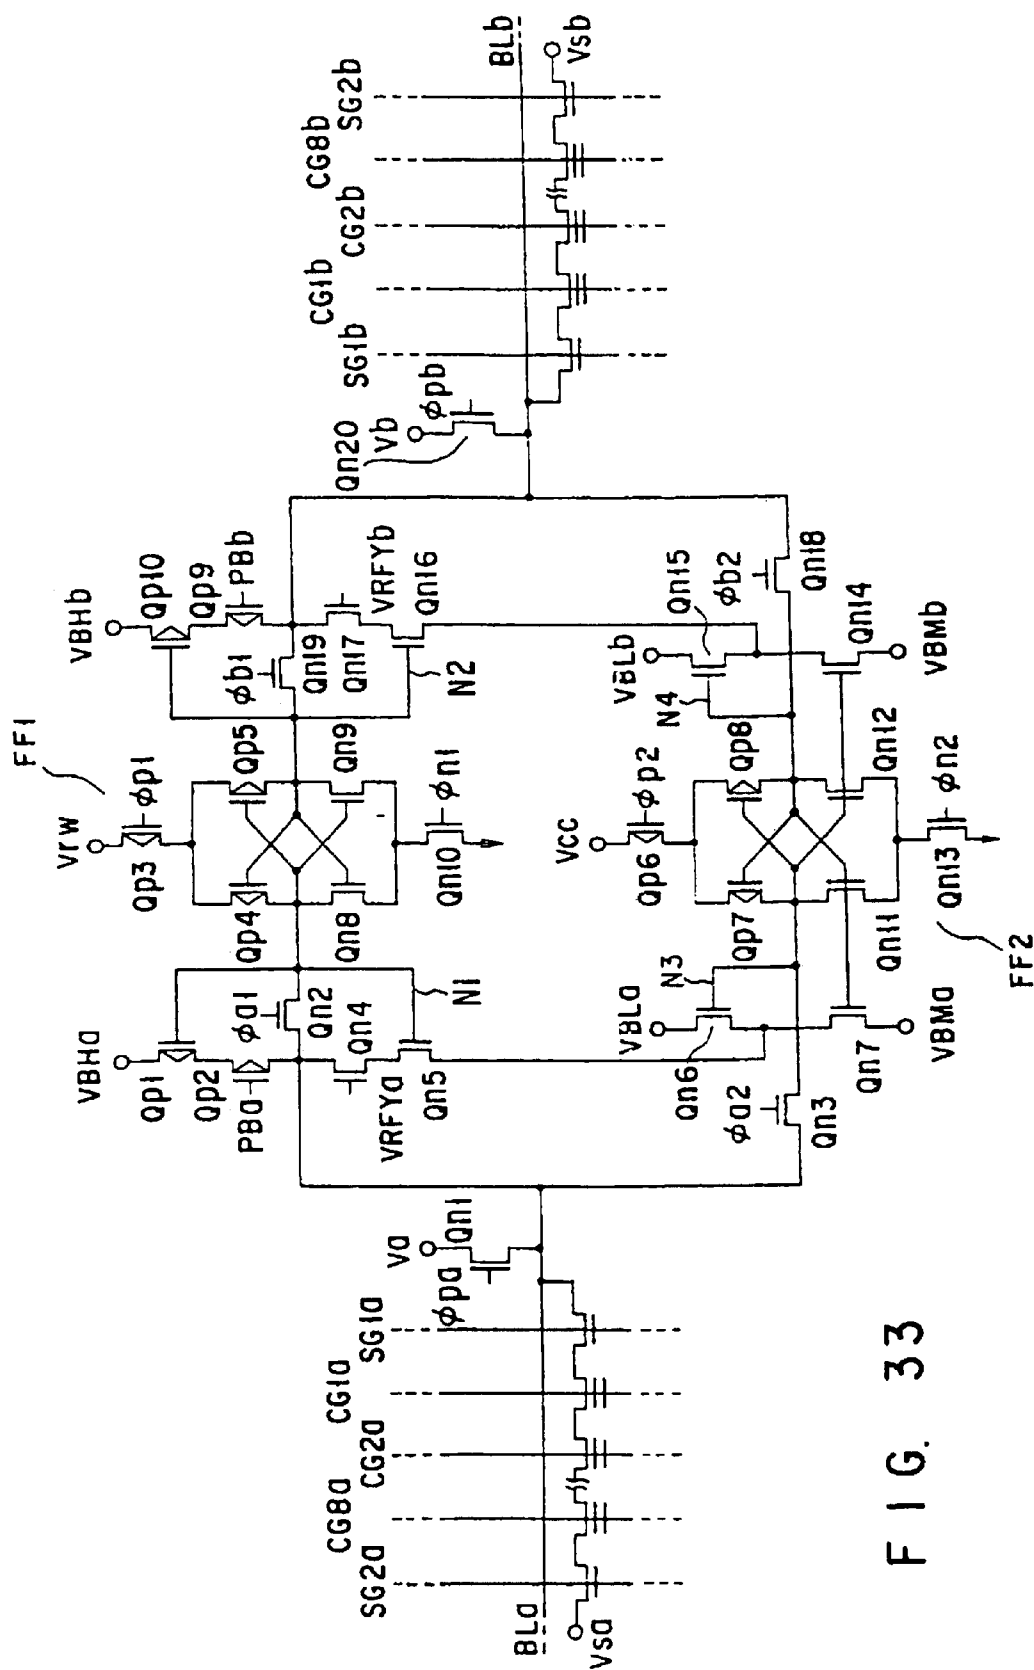 FF1
VBHa
Qp1
Qp2
PBa
φa1
Qn2
Qn4
VRFYa
Qn5
N1
Vrw
Qp3
φp1
Qp4
Qp5
Qn8
Qn9
Qn10
φn1
VBHb
Qp10
Qp9
PBb
φb1
Qn19
Qn17
VRFYb
Qn16
N2
SG2a
CG8a
CG2a
CG1a
SG1a
φpa
Va
Qn1
BLa
Vsa
Qn20
Vb
φpb
SG1b
CG1b
CG2b
CG8b
SG2b
BLb
Vsb
VBLa
N3
Qn6
φa2
Qn3
Qn7
VBMa
Vcc
Qp6
φp2
Qp7
Qp8
Qn11
Qn12
Qn13
φn2
FF2
VBLb
N4
Qn15
φb2
Qn18
Qn14
VBMb
FIG. 33